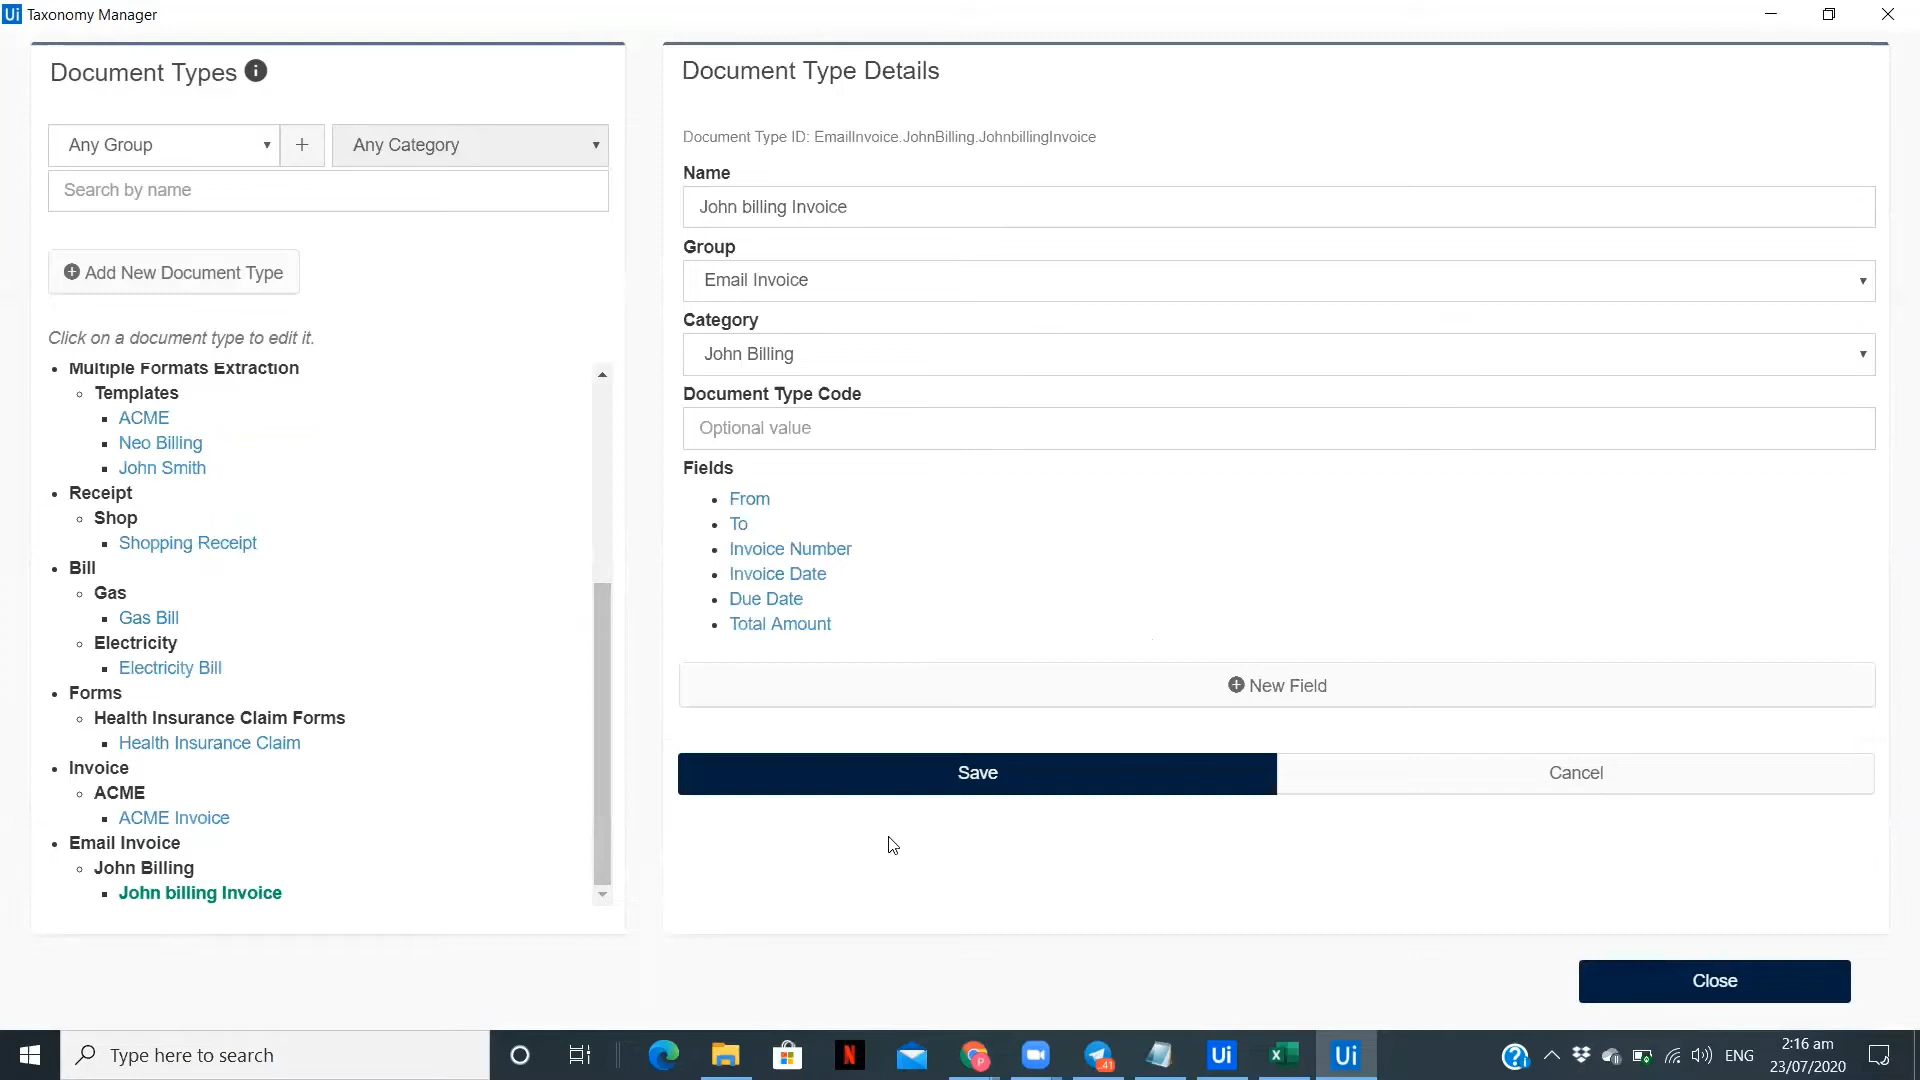 Ui Taxonomy Manager
Document Types
Any Group
+
Any Category
Search by name
Add New Document Type
Click on a document type to edit it.
Multiple Formats Extraction
Templates
ACME
Neo Billing
John Smith
Receipt
Shop
Shopping Receipt
Bill
Gas
Gas Bill
Electricity
Electricity Bill
Forms
Health Insurance Claim Forms
Health Insurance Claim
Invoice
ACME
ACME Invoice
Email Invoice
John Billing
John billing Invoice
Document Type Details
Document Type ID: EmailInvoice.JohnBilling.JohnbillingInvoice
Name
John billing Invoice
Group
Email Invoice
Category
John Billing
Document Type Code
Optional value
Fields
From
To
Invoice Number
Invoice Date
Due Date
Total Amount
New Field
Save
Cancel
Close
Type here to search
N
P
41
Ui
X
Ui
ENG
2:16 am
23/07/2020